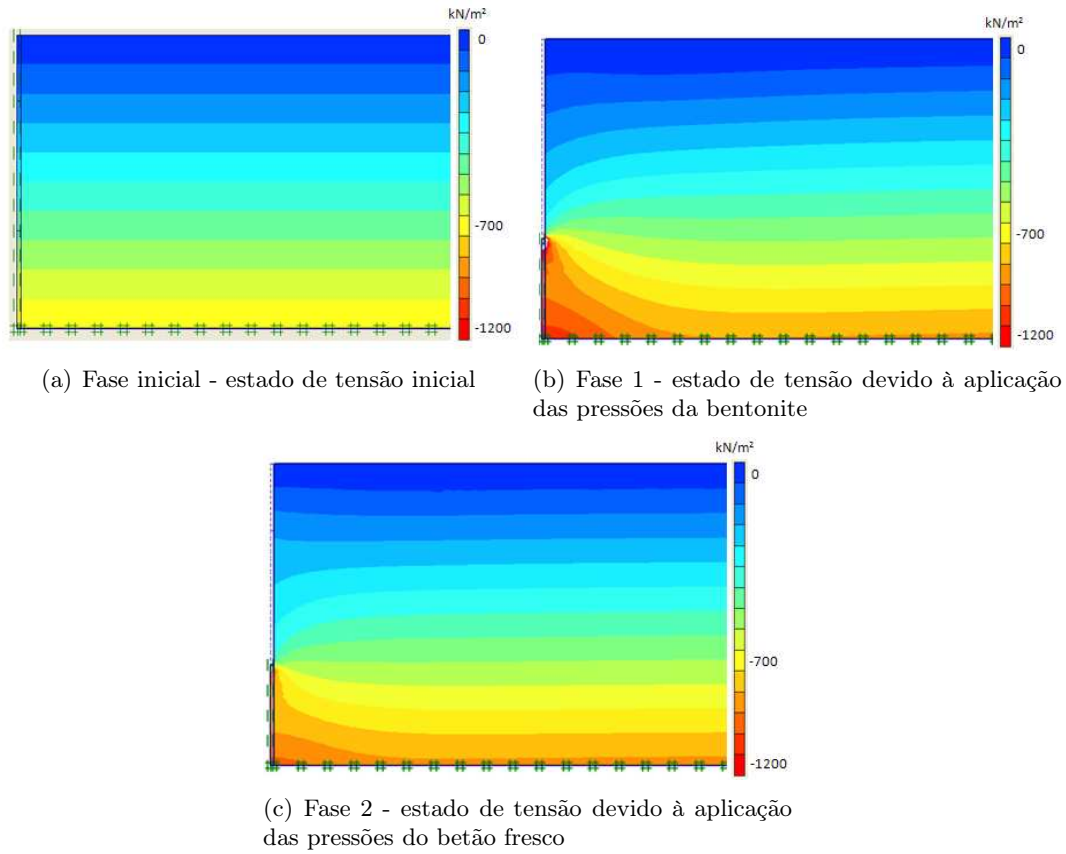 kN/m²
0
-700
-1200
(a) Fase inicial - estado de tensão inicial
kN/m²
0
-700
-1200
(b) Fase 1 - estado de tensão devido à aplicação
das pressões da bentonite
kN/m²
0
-700
-1200
(c) Fase 2 - estado de tensão devido à aplicação
das pressões do betão fresco